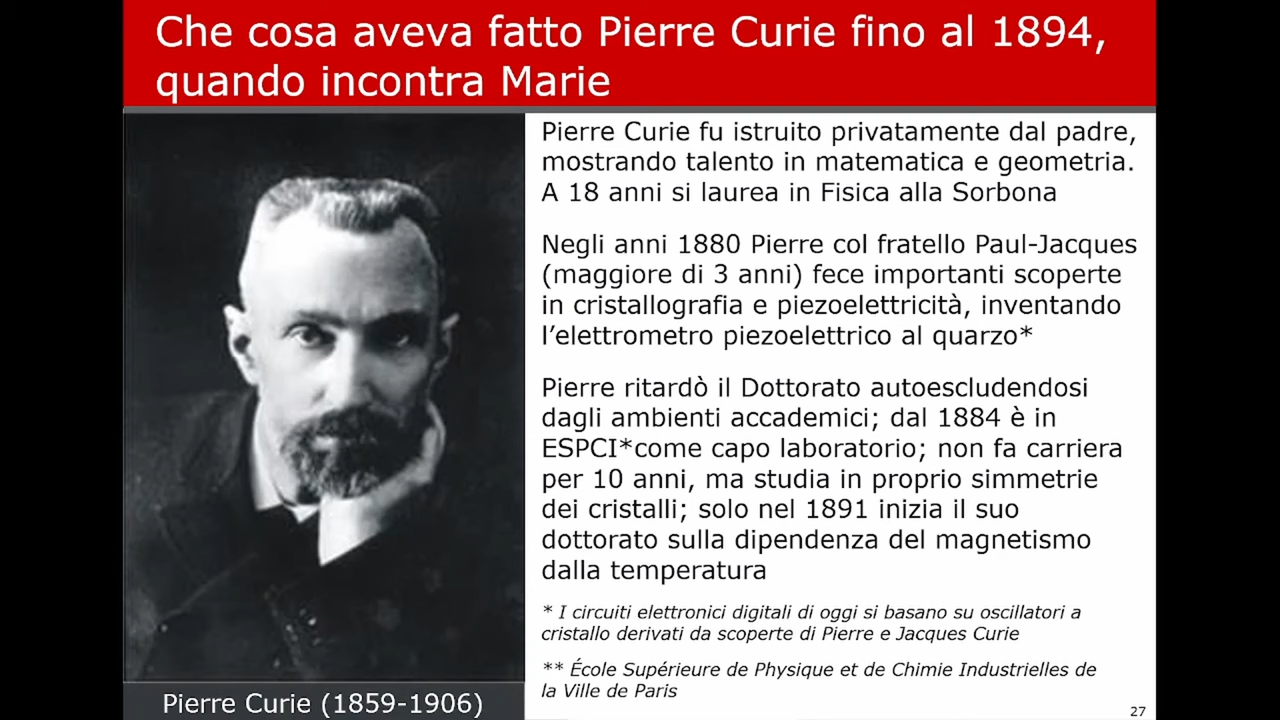 Che cosa aveva fatto Pierre Curie fino al 1894,
quando incontra Marie
Pierre Curie fu istruito privatamente dal padre,
mostrando talento in matematica e geometria.
A 18 anni si laurea in Fisica alla Sorbona
Negli anni 1880 Pierre col fratello Paul-Jacques
(maggiore di 3 anni) fece importanti scoperte
in cristallografia e piezoelettricità, inventando
l’elettrometro piezoelettrico al quarzo*
Pierre ritardò il Dottorato autoescludendosi
dagli ambienti accademici; dal 1884 è in
ESPCI*come capo laboratorio; non fa carriera
per 10 anni, ma studia in proprio simmetrie
dei cristalli; solo nel 1891 inizia il suo
dottorato sulla dipendenza del magnetismo
dalla temperatura
* I circuiti elettronici digitali di oggi si basano su oscillatori a
cristallo derivati da scoperte di Pierre e Jacques Curie
** École Supérieure de Physique et de Chimie Industrielles de
la Ville de Paris
Pierre Curie (1859-1906)
27